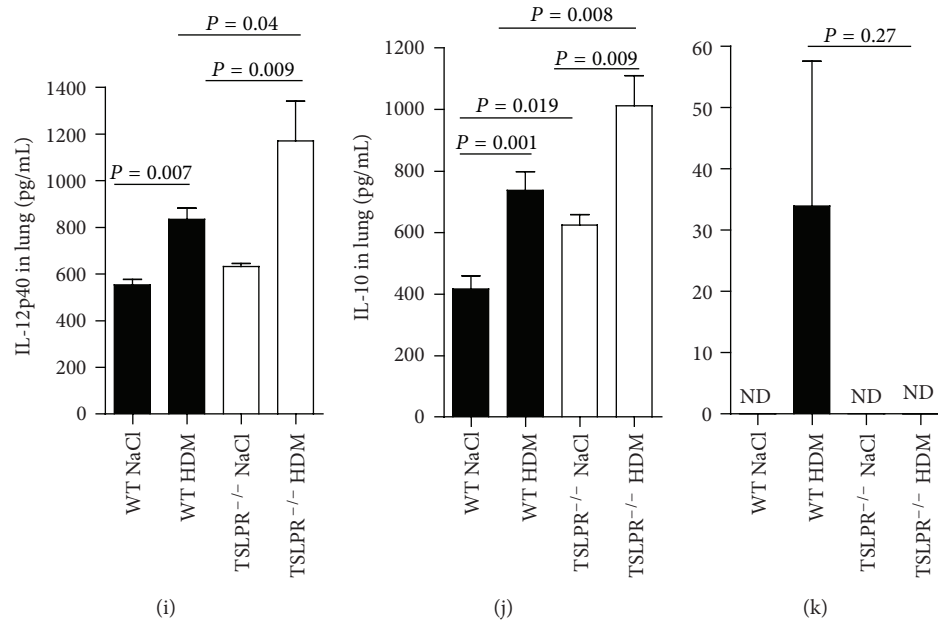 P = 0.04
P = 0.009
P = 0.007
1400
1200
1000
800
600
400
200
0
IL-12p40 in lung (pg/mL)
WT NaCl
WT HDM
TSLPR−/− NaCl
TSLPR−/− HDM
(i)
P = 0.008
P = 0.009
P = 0.019
P = 0.001
1200
1000
800
600
400
200
0
IL-10 in lung (pg/mL)
WT NaCl
WT HDM
TSLPR−/− NaCl
TSLPR−/− HDM
(j)
P = 0.27
60
50
40
30
20
10
0
ND
ND
ND
WT NaCl
WT HDM
TSLPR−/− NaCl
TSLPR−/− HDM
(k)